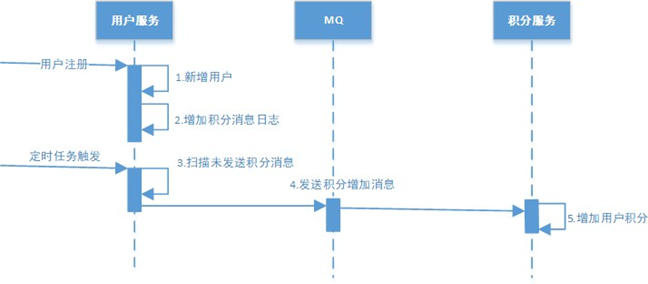 用户服务
MQ
积分服务
用户注册
1.新增用户
2.增加积分消息日志
定时任务触发
3.扫描未发送积分消息
4.发送积分增加消息
5.增加用户积分